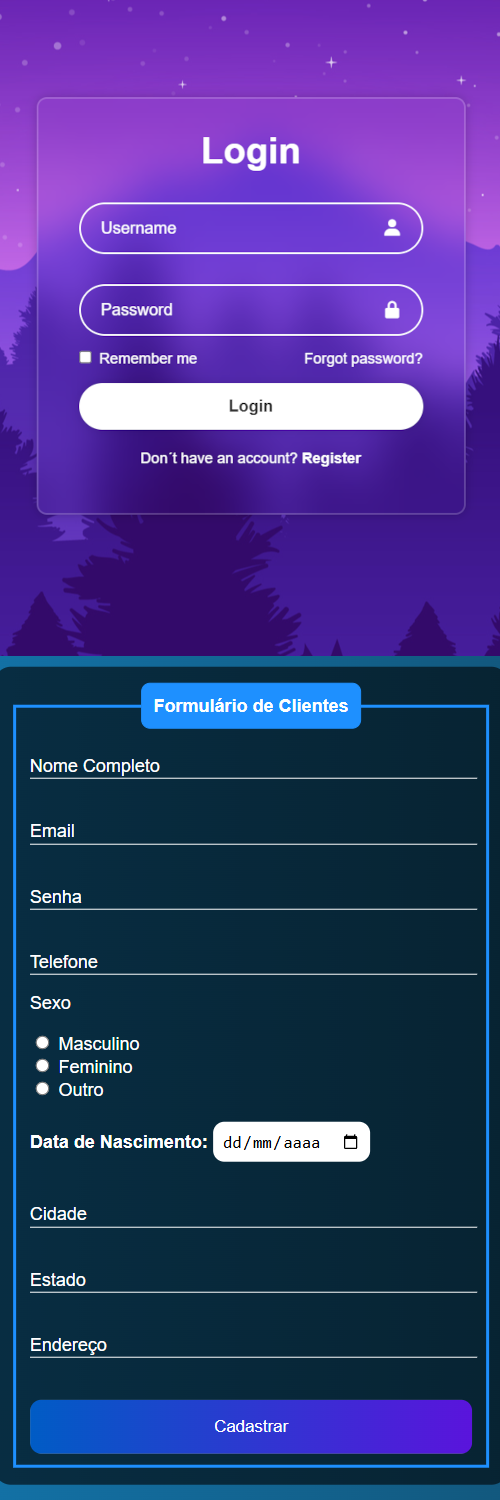 Login
Username
Password
Remember me Forgot password?
Login
Don´t have an account? Register
Formulário de Clientes
Nome Completo
Email
Senha
Telefone
Sexo
Masculino
Feminino
Outro
Data de Nascimento: dd/mm/aaaa
Cidade
Estado
Endereço
Cadastrar